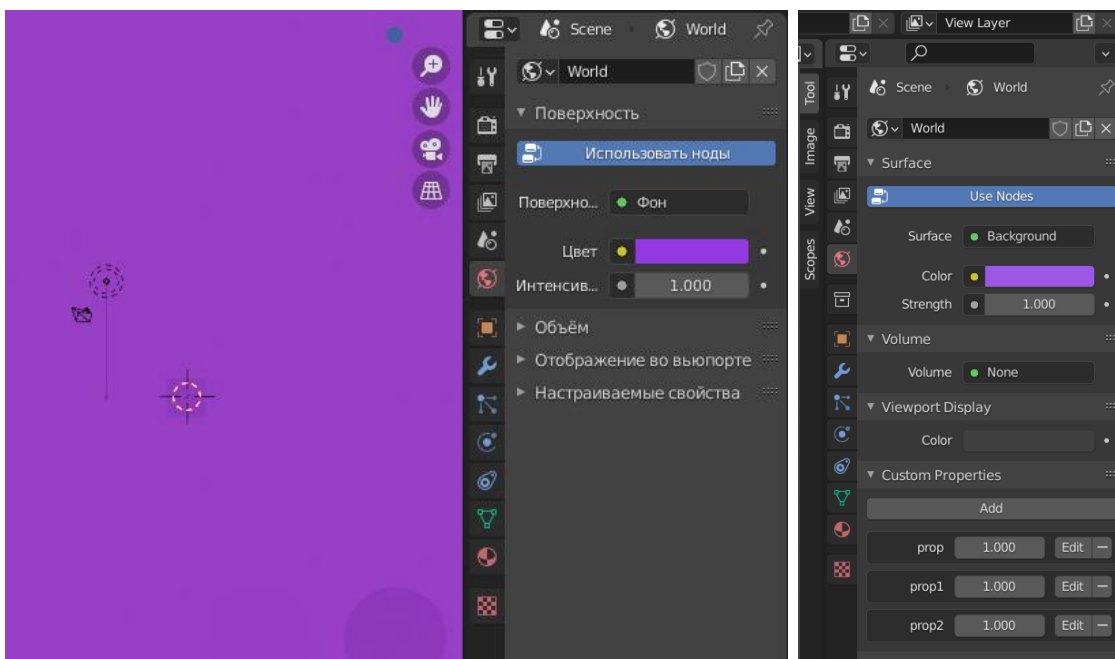 Scene World
World
Поверхность
Использовать ноды
Поверхно... Фон
Цвет
Интенсив... 1.000
Объём
Отображение во вьюпорте
Настраиваемые свойства
View Layer
Tool
Image
View
Scopes
Scene World
World
Surface
Use Nodes
Surface Background
Color
Strength 1.000
Volume
Volume None
Viewport Display
Color
Custom Properties
Add
prop 1.000 Edit
prop1 1.000 Edit
prop2 1.000 Edit